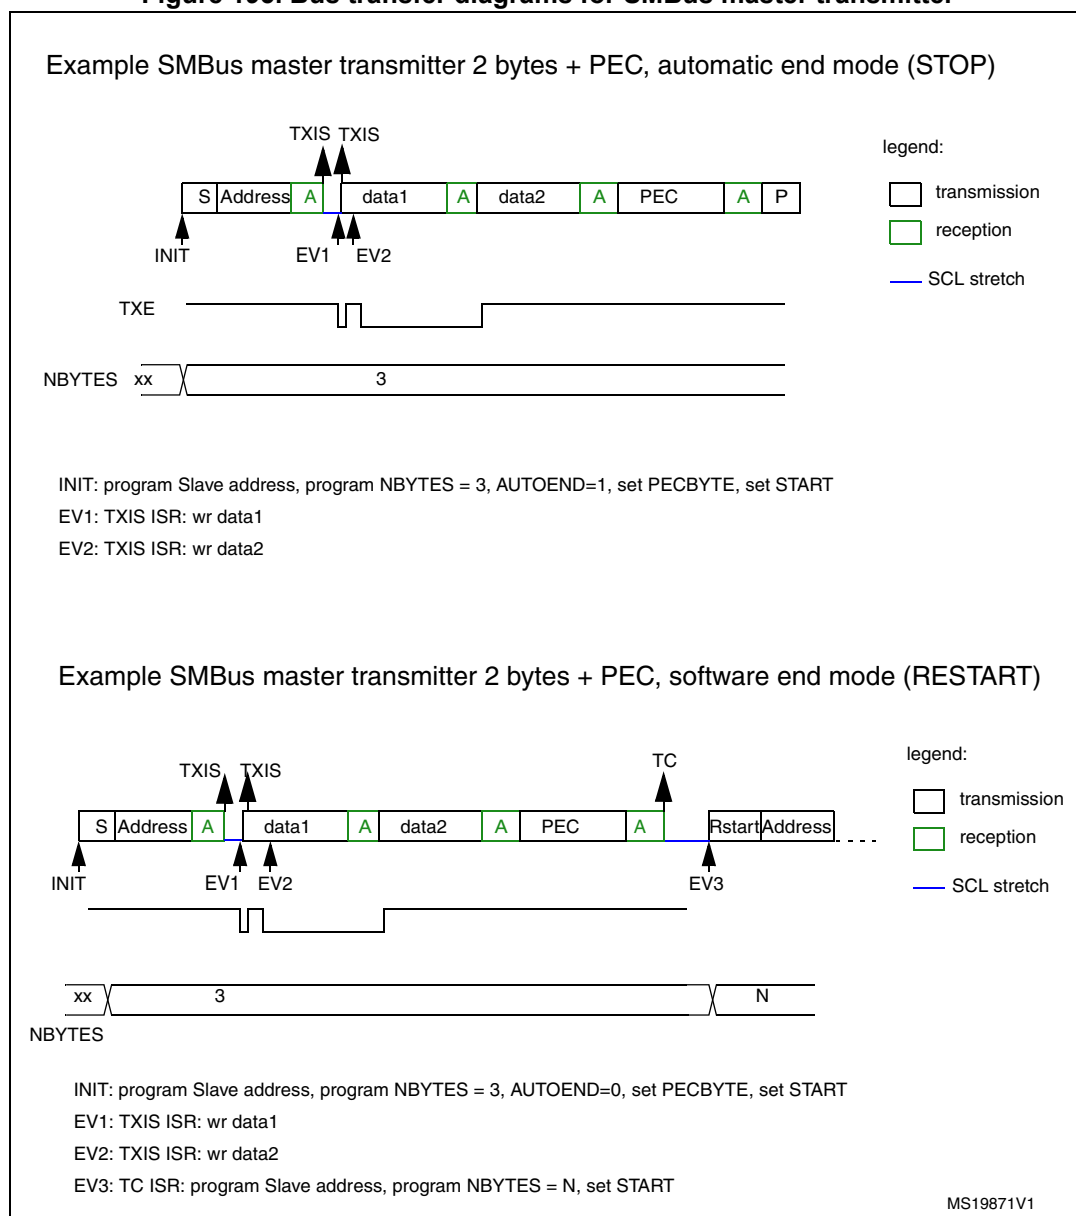 Example SMBus master transmitter 2 bytes + PEC, automatic end mode (STOP)
TXIS TXIS
legend:
S Address A data1 A data2 A PEC A P
transmission
reception
INIT EV1 EV2
SCL stretch
TXE
NBYTES xx 3
INIT: program Slave address, program NBYTES = 3, AUTOEND=1, set PECBYTE, set START
EV1: TXIS ISR: wr data1
EV2: TXIS ISR: wr data2
Example SMBus master transmitter 2 bytes + PEC, software end mode (RESTART)
TXIS TXIS TC
legend:
S Address A data1 A data2 A PEC A Rstart Address
transmission
reception
INIT EV1 EV2 EV3
SCL stretch
xx 3 N
NBYTES
INIT: program Slave address, program NBYTES = 3, AUTOEND=0, set PECBYTE, set START
EV1: TXIS ISR: wr data1
EV2: TXIS ISR: wr data2
EV3: TC ISR: program Slave address, program NBYTES = N, set START
MS19871V1